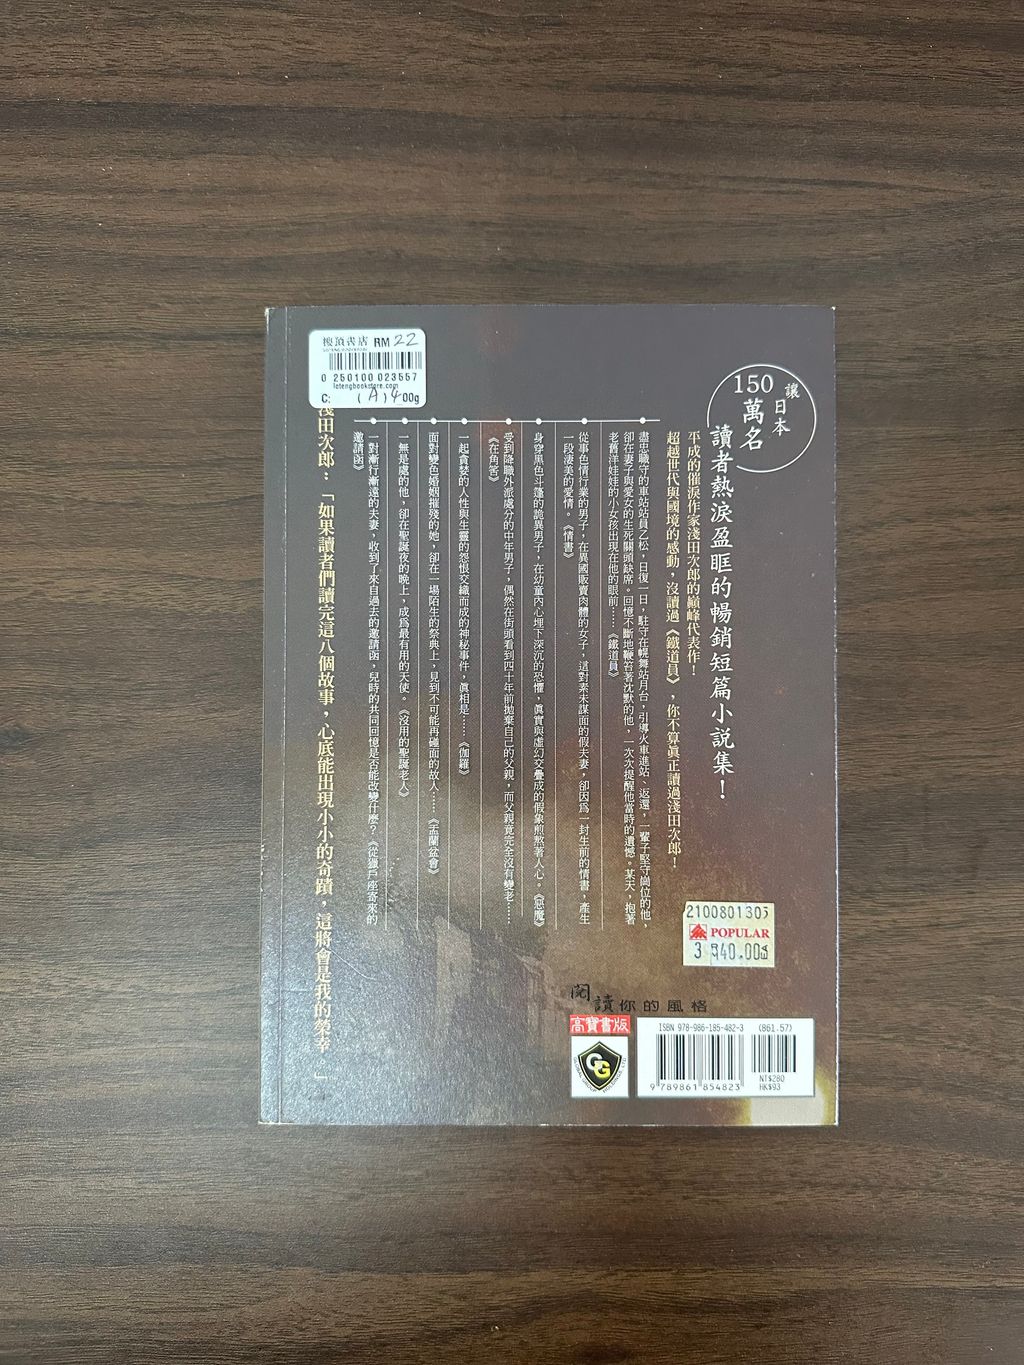 讓日本
150萬名
讀者熱淚盈眶的暢銷短篇小說集！
平成的催淚作家淺田次郎的巔峰代表作！
超越世代與國境的感動，沒讀過《鐵道員》，你不算真正讀過淺田次郎！
盡忠職守的車站站員乙松，日復一日，駐守在幌舞站月台，引導火車進站、返還，一輩子堅守崗位的他，
卻在妻子與愛女的生死關頭缺席。回憶不斷地鞭笞著沈默的他，一次次提醒他當時的遺憾。某天，抱著
老舊洋娃娃的小女孩出現在他的眼前……《鐵道員》
從事色情行業的男子，在異國販賣肉體的女子，這對素未謀面的假夫妻，卻因為一封生前的情書，產生
一段淒美的愛情。《情書》
身穿黑色斗篷的詭異男子，在幼童內心埋下深沉的恐懼，真實與虛幻交疊成的假象煎熬著人心。《惡魔》
受到降職外派處分的中年男子，偶然在街頭看到四十年前拋棄自己的父親，而父親竟完全沒有變老……
《在角筈》
一起貪婪的人性與生靈的怨恨交織而成的神秘事件，真相是……《伽羅》
面對變色婚姻摧殘的她，卻在一場陌生的祭典上，見到不可能再碰面的故人……《盂蘭盆會》
一無是處的他，卻在聖誕夜的晚上，成為最有用的天使。《沒用的聖誕老人》
一對漸行漸遠的夫妻，收到了來自過去的邀請函，兒時的共同回憶是否能改變什麼？《從獵戶座寄來的
邀請函》
淺田次郎：「如果讀者們讀完這八個故事，心底能出現小小的奇蹟，這將會是我的榮幸。」
樓頂書店 RM 22
0 250100 023557
lotengbookstore.com
C: (A)4 00g
2100801305
POPULAR
3 40.00
閱讀你的風格
高寶書版
GG
ISBN 978-986-185-482-3 (861.57)
9 789861 854823
NT$280
HK$93